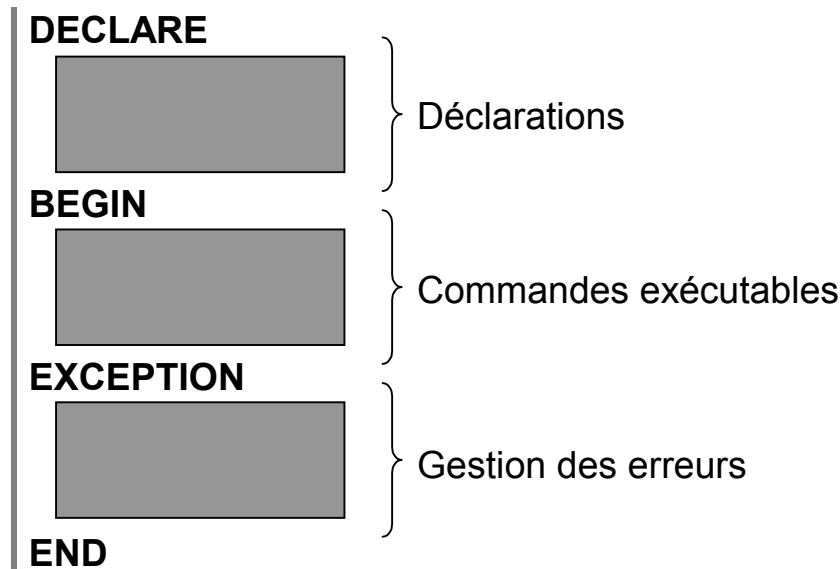 DECLARE
Déclarations
BEGIN
Commandes exécutables
EXCEPTION
Gestion des erreurs
END